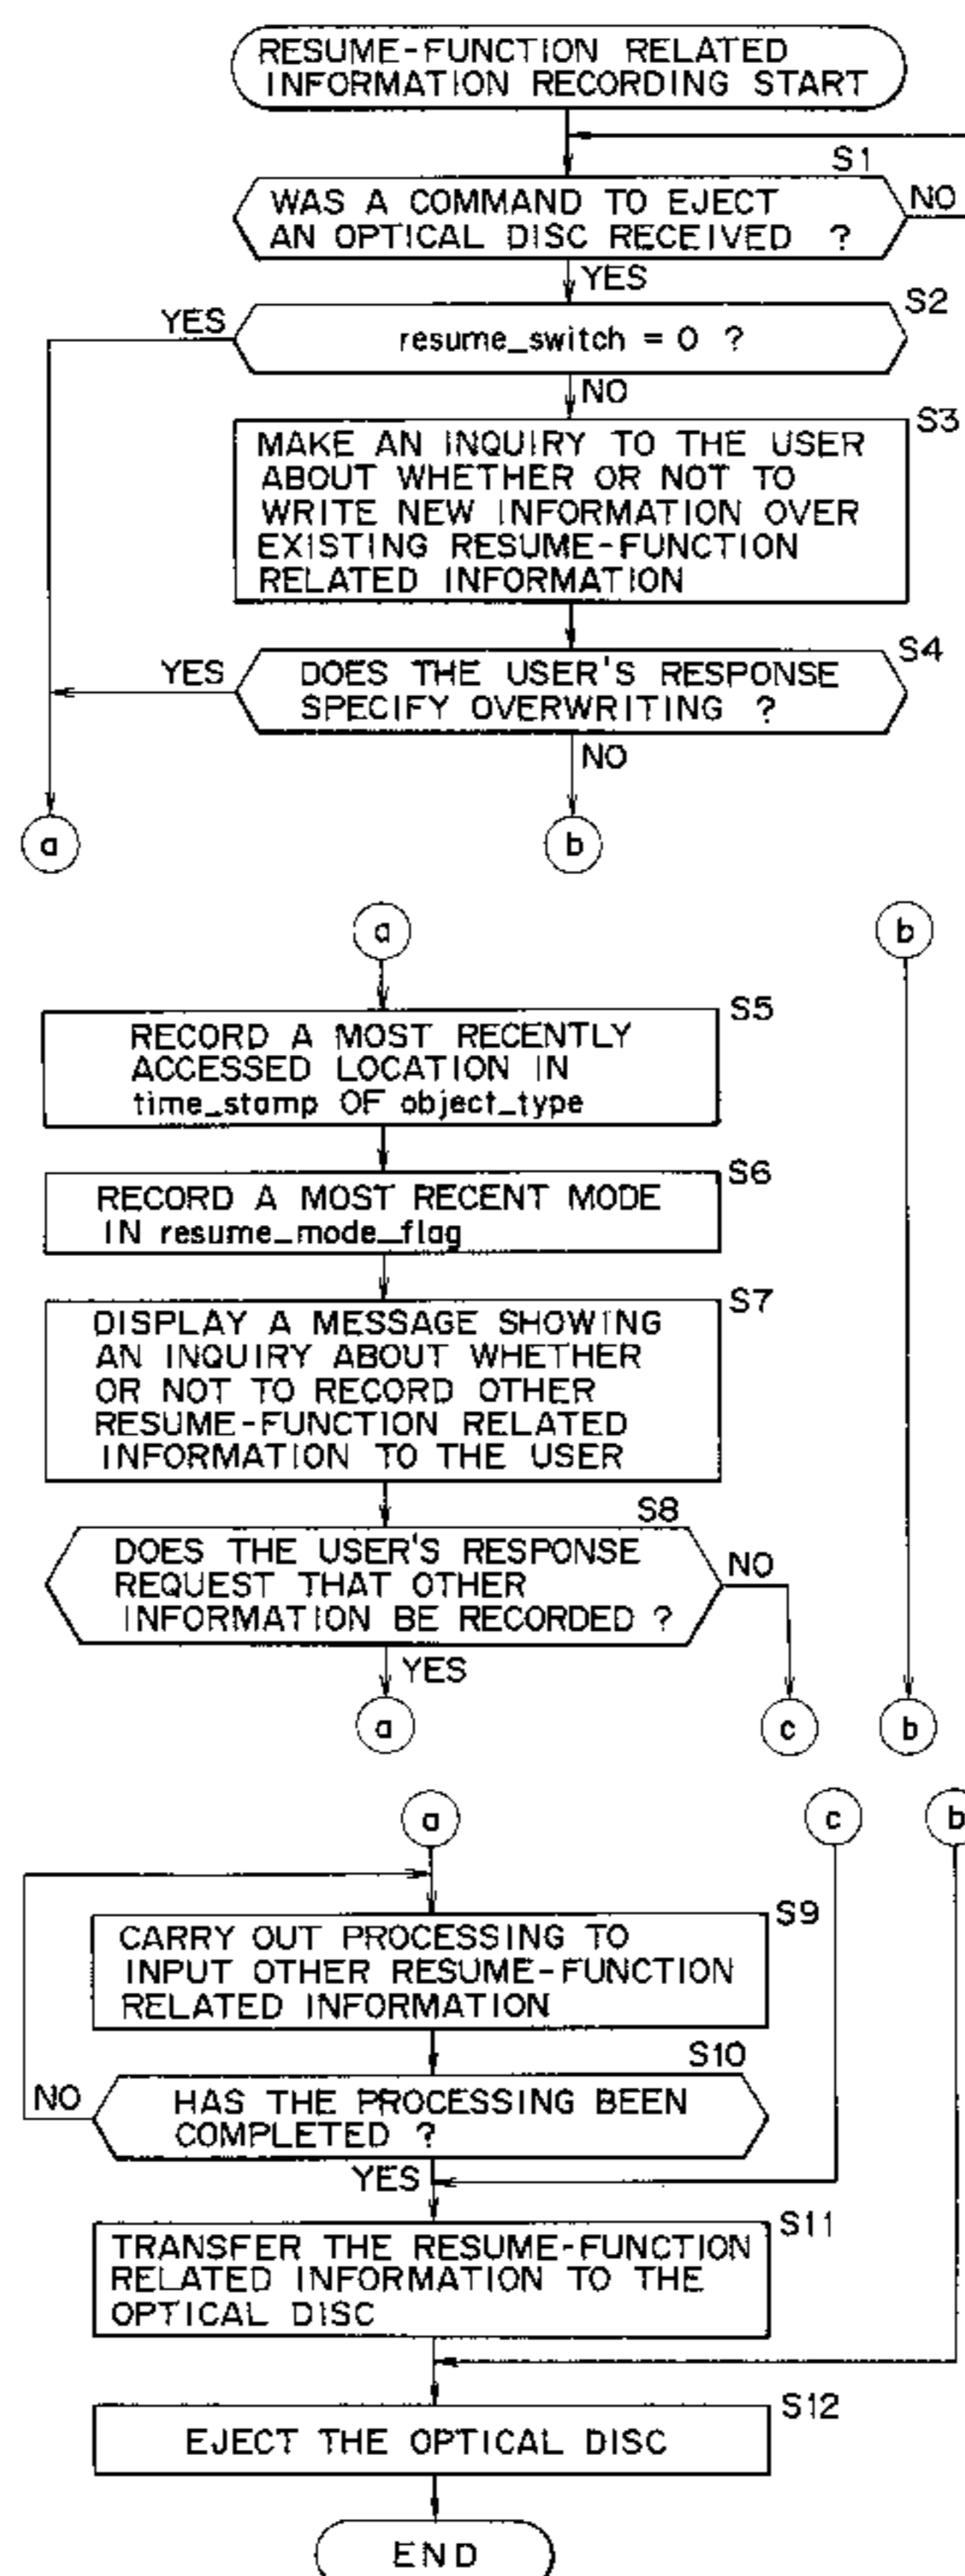 RESUME-FUNCTION RELATED
INFORMATION RECORDING START
S1
WAS A COMMAND TO EJECT
AN OPTICAL DISC RECEIVED ?
NO
YES
S2
YES
resume_switch = 0 ?
NO
S3
MAKE AN INQUIRY TO THE USER
ABOUT WHETHER OR NOT TO
WRITE NEW INFORMATION OVER
EXISTING RESUME-FUNCTION
RELATED INFORMATION
S4
YES
DOES THE USER'S RESPONSE
SPECIFY OVERWRITING ?
NO
a
b
a
b
S5
RECORD A MOST RECENTLY
ACCESSED LOCATION IN
time_stamp OF object_type
S6
RECORD A MOST RECENT MODE
IN resume_mode_flag
S7
DISPLAY A MESSAGE SHOWING
AN INQUIRY ABOUT WHETHER
OR NOT TO RECORD OTHER
RESUME-FUNCTION RELATED
INFORMATION TO THE USER
S8
DOES THE USER'S RESPONSE
REQUEST THAT OTHER
INFORMATION BE RECORDED ?
NO
YES
a
c
b
a
c
b
S9
CARRY OUT PROCESSING TO
INPUT OTHER RESUME-FUNCTION
RELATED INFORMATION
S10
NO
HAS THE PROCESSING BEEN
COMPLETED ?
YES
S11
TRANSFER THE RESUME-FUNCTION
RELATED INFORMATION TO THE
OPTICAL DISC
S12
EJECT THE OPTICAL DISC
END